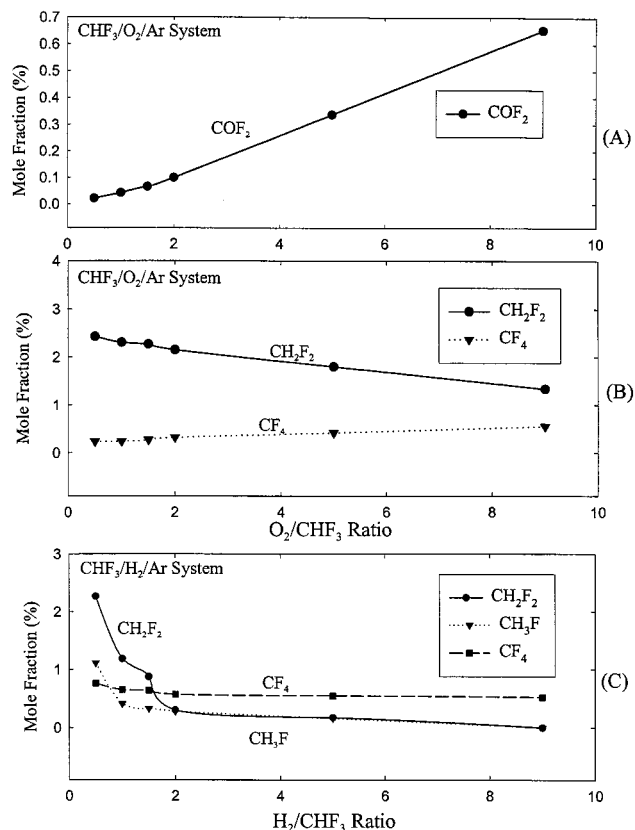 CHF₃/O₂/Ar System
0.7
0.6
0.5
0.4
0.3
0.2
0.1
0.0
Mole Fraction (%)
COF₂
COF₂
(A)
0 2 4 6 8 10
CHF₃/O₂/Ar System
4
3
2
1
0
Mole Fraction (%)
CH₂F₂
CF₄
CH₂F₂
CF₄
(B)
0 2 4 6 8 10
O₂/CHF₃ Ratio
CHF₃/H₂/Ar System
3
2
1
0
Mole Fraction (%)
CH₂F₂
CH₃F
CF₄
CH₂F₂
CF₄
CH₃F
(C)
0 2 4 6 8 10
H₂/CHF₃ Ratio